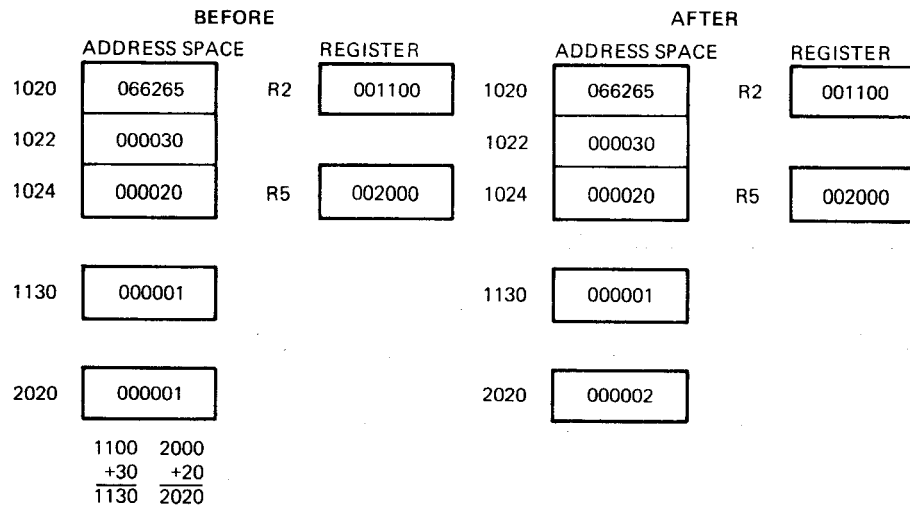 BEFORE AFTER
ADDRESS SPACE REGISTER ADDRESS SPACE REGISTER
1020 066265 R2 001100 1020 066265 R2 001100
1022 000030 1022 000030
1024 000020 R5 002000 1024 000020 R5 002000
1130 000001 1130 000001
2020 000001 2020 000002
1100 2000
+30 +20
1130 2020